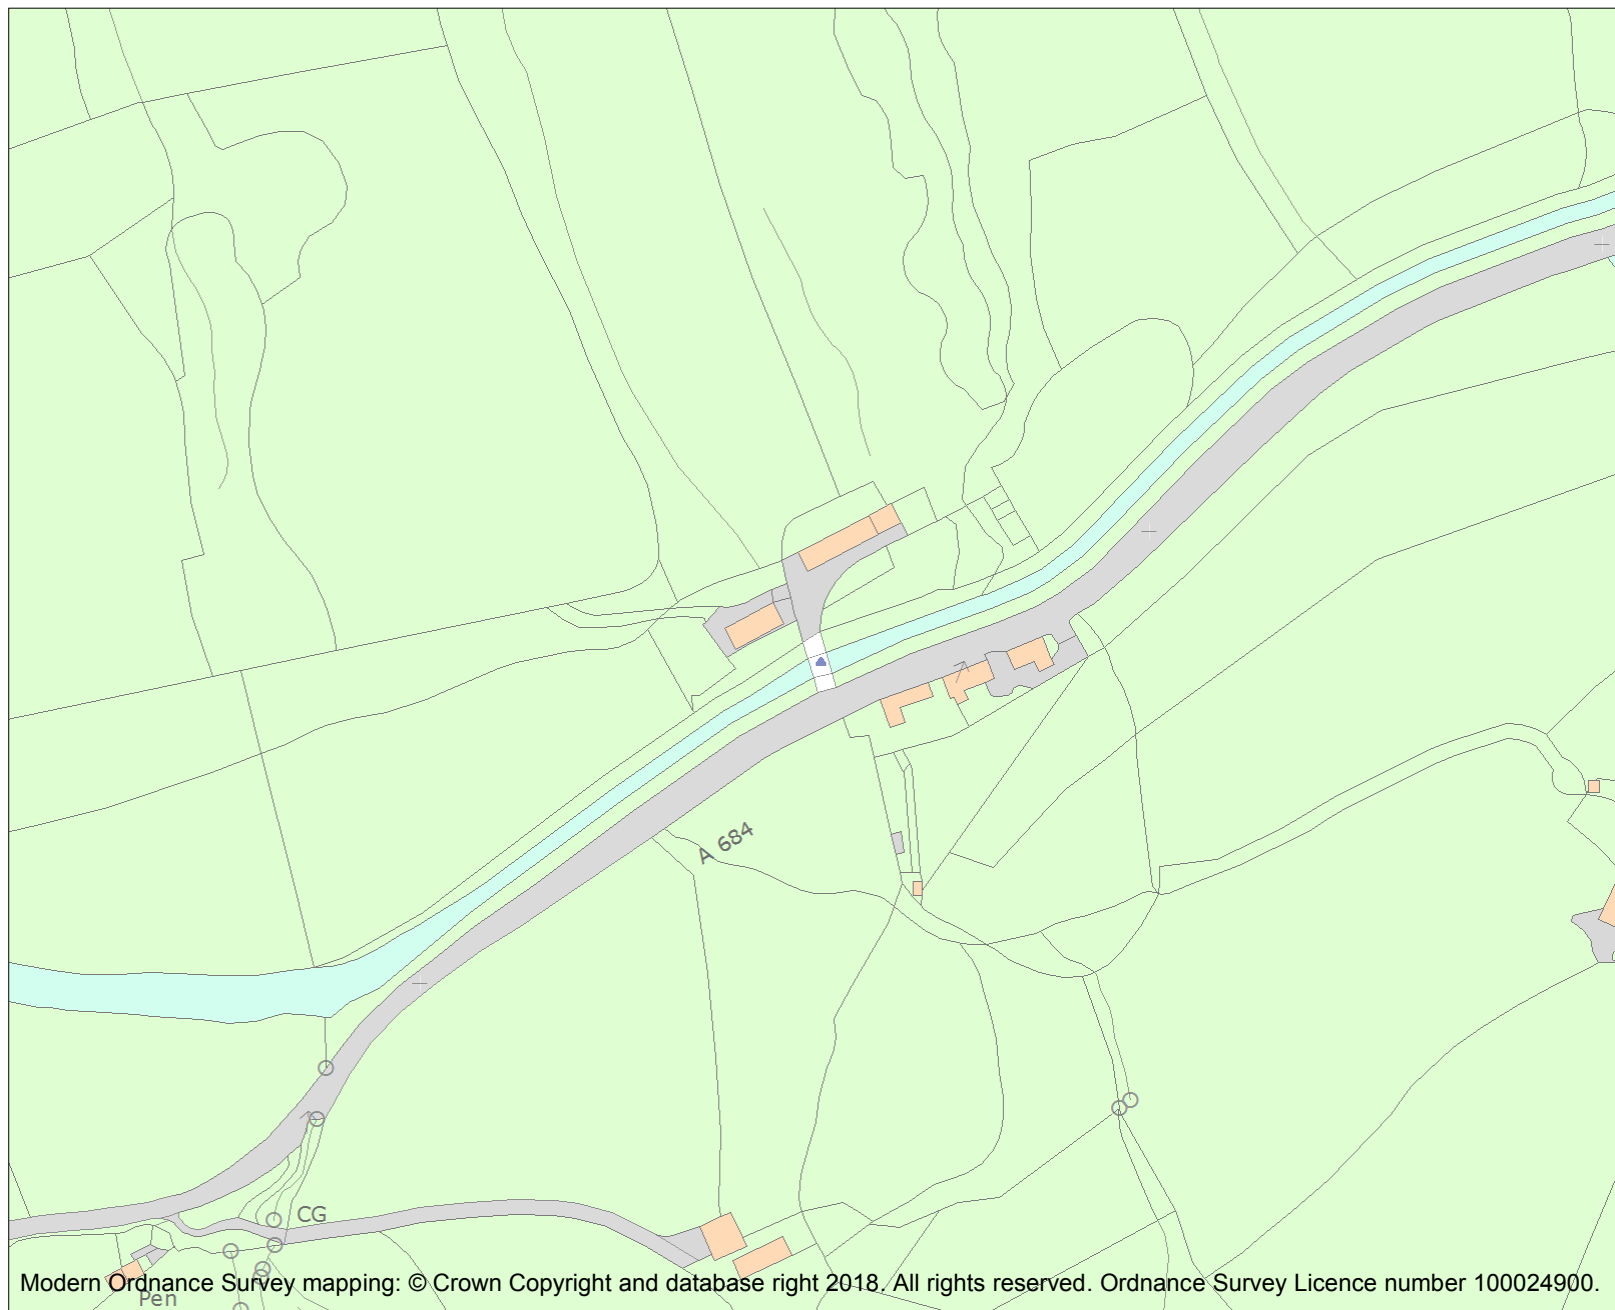 A 684
CG
Modern Ordnance Survey mapping: © Crown Copyright and database right 2018. All rights reserved. Ordnance Survey Licence number 100024900.
Pen